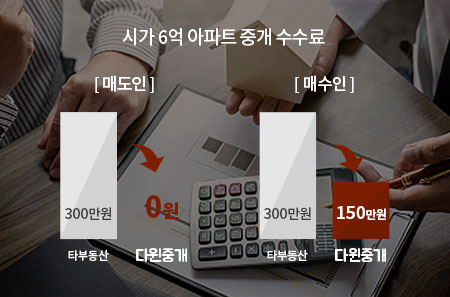 시가 6억 아파트 중개 수수료
[ 매도인 ]
300만원
0원
타부동산
다윈중개
[ 매수인 ]
300만원
150만원
타부동산
다윈중개